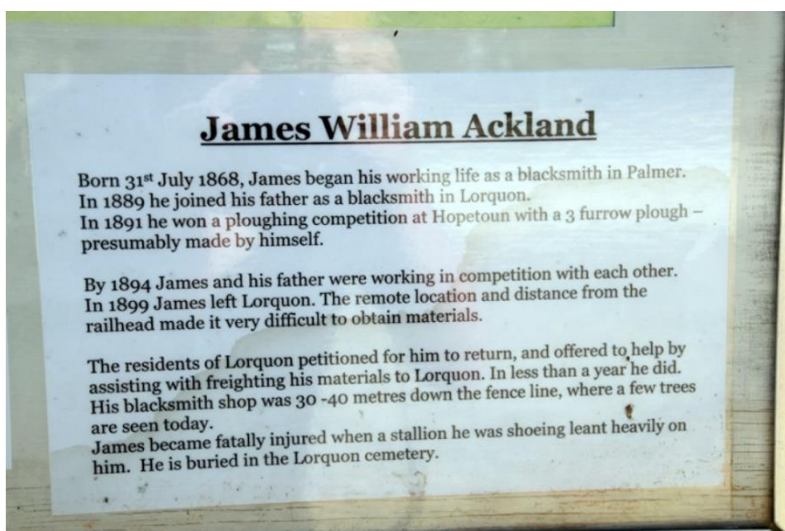 James William Ackland
Born 31st July 1868, James began his working life as a blacksmith in Palmer.
In 1889 he joined his father as a blacksmith in Lorquon.
In 1891 he won a ploughing competition at Hopetoun with a 3 furrow plough –
presumably made by himself.
By 1894 James and his father were working in competition with each other.
In 1899 James left Lorquon. The remote location and distance from the
railhead made it very difficult to obtain materials.
The residents of Lorquon petitioned for him to return, and offered to help by
assisting with freighting his materials to Lorquon. In less than a year he did.
His blacksmith shop was 30 -40 metres down the fence line, where a few trees
are seen today.
James became fatally injured when a stallion he was shoeing leant heavily on
him. He is buried in the Lorquon cemetery.